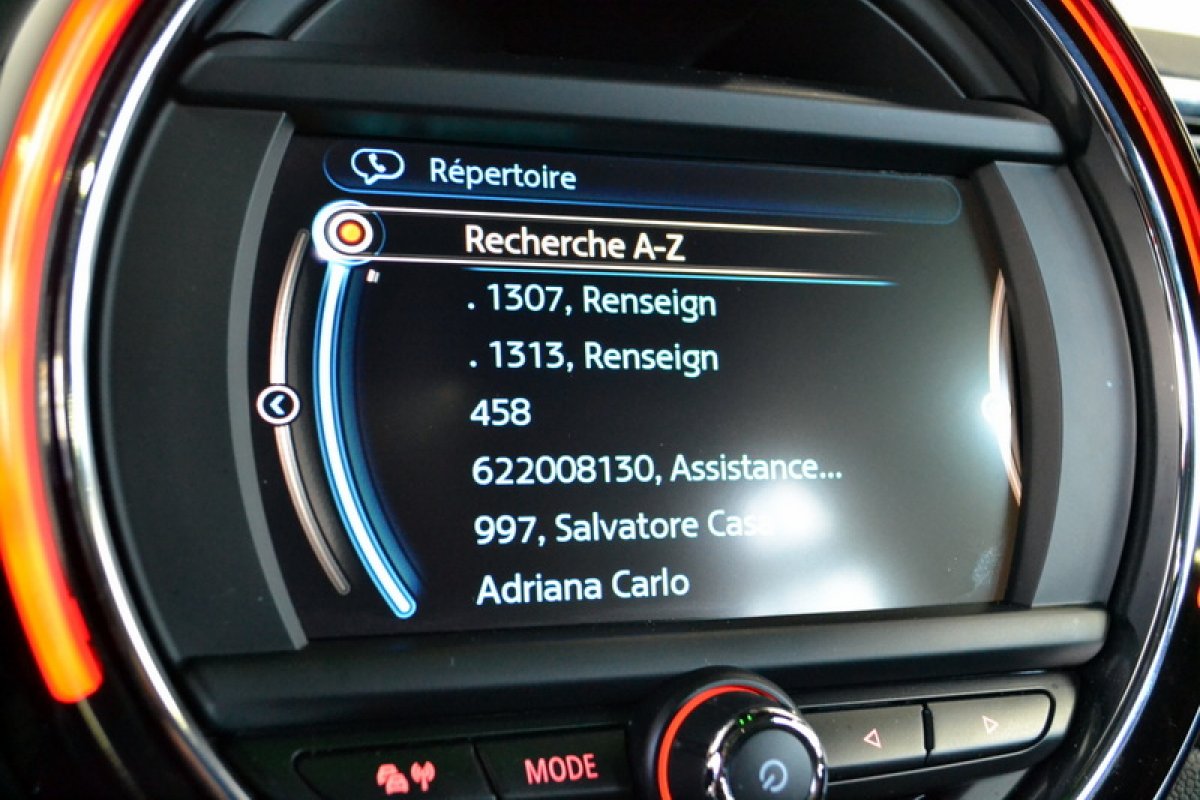 Répertoire
Recherche A-Z
. 1307, Renseign
. 1313, Renseign
458
622008130, Assistance...
997, Salvatore
Adriana Carlo
MODE